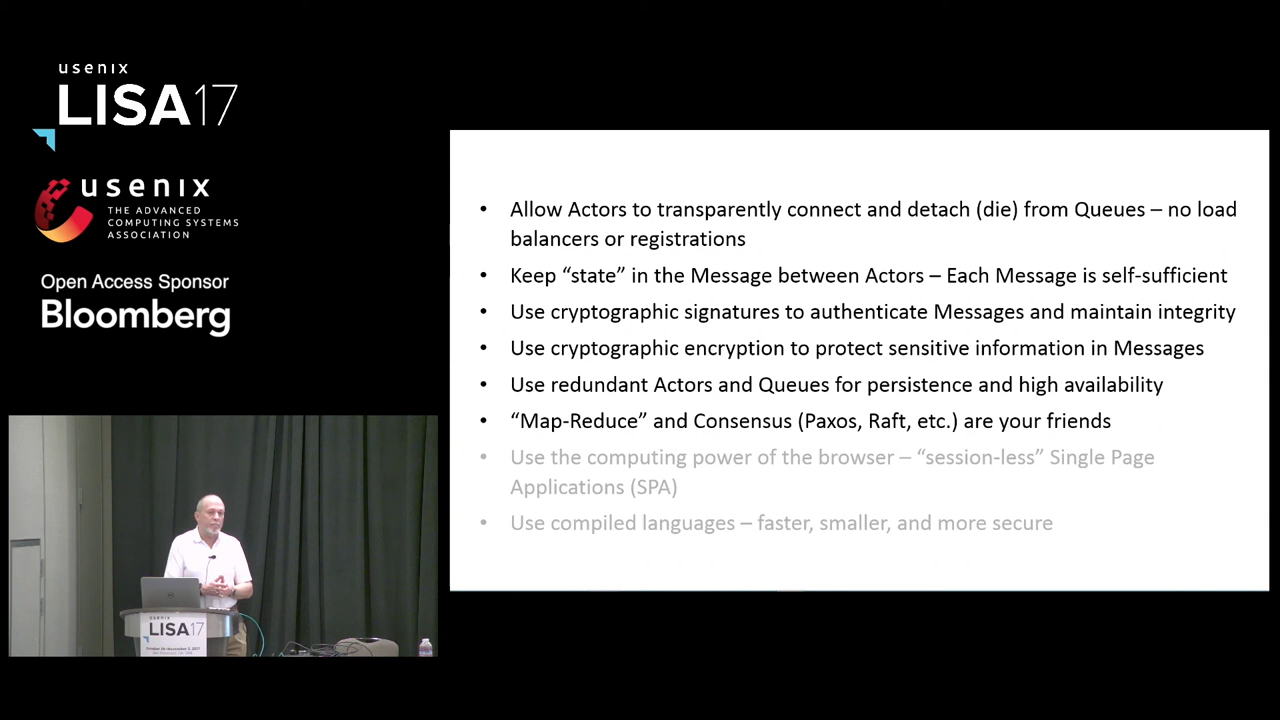 usenix
LISA17
usenix
THE ADVANCED
COMPUTING SYSTEMS
ASSOCIATION
Open Access Sponsor
Bloomberg
• Allow Actors to transparently connect and detach (die) from Queues – no load
balancers or registrations
• Keep “state” in the Message between Actors – Each Message is self-sufficient
• Use cryptographic signatures to authenticate Messages and maintain integrity
• Use cryptographic encryption to protect sensitive information in Messages
• Use redundant Actors and Queues for persistence and high availability
• “Map-Reduce” and Consensus (Paxos, Raft, etc.) are your friends
• Use the computing power of the browser – “session-less” Single Page
Applications (SPA)
• Use compiled languages – faster, smaller, and more secure
usenix
LISA17